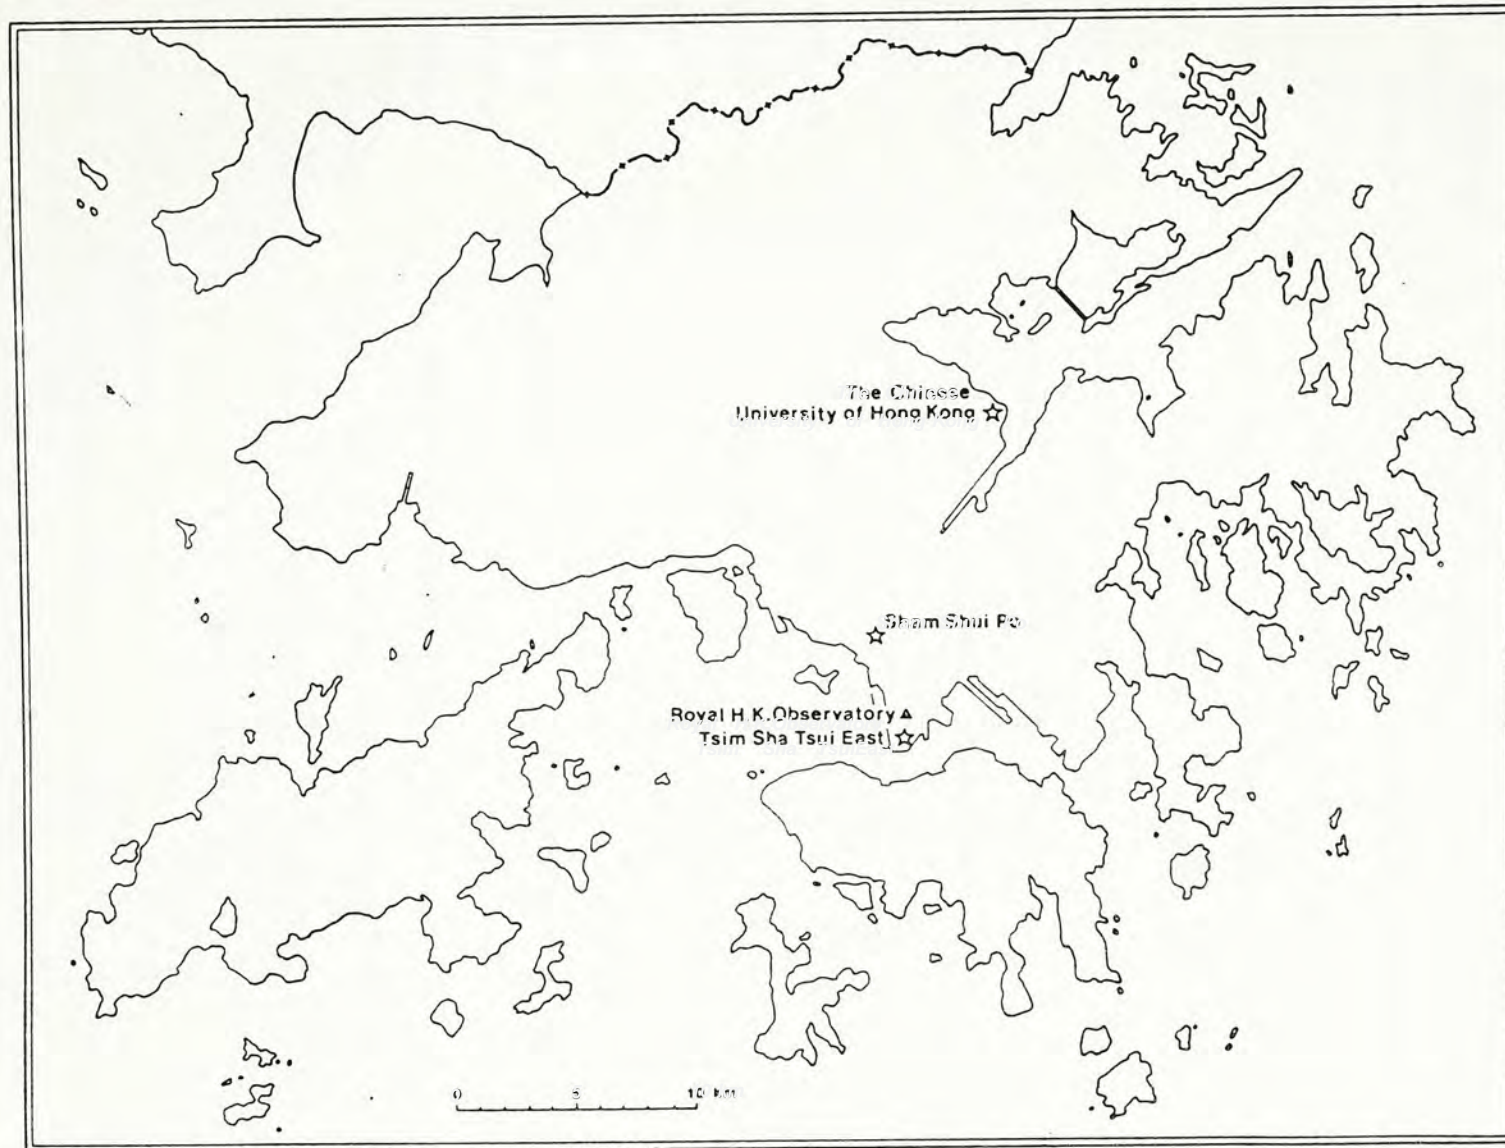 The Chinese
University of Hong Kong
Sham Shui Po
Royal H.K.Observatory
Tsim Sha Tsui East
0 5 10 km